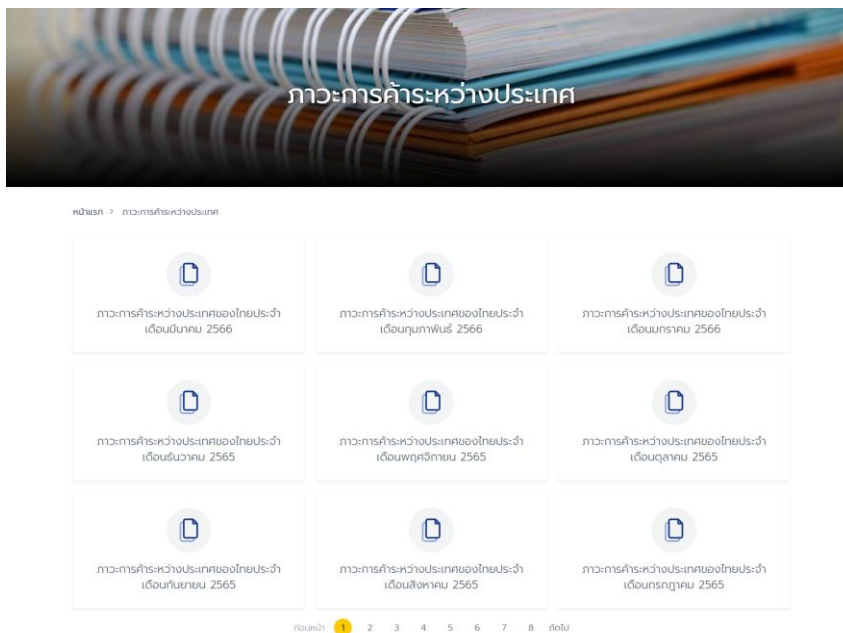 ภาวะการค้าระหว่างประเทศ
หน้าแรก > ภาวะการค้าระหว่างประเทศ
ภาวะการค้าระหว่างประเทศของไทยประจำ
เดือนมีนาคม 2566
ภาวะการค้าระหว่างประเทศของไทยประจำ
เดือนกุมภาพันธ์ 2566
ภาวะการค้าระหว่างประเทศของไทยประจำ
เดือนมกราคม 2566
ภาวะการค้าระหว่างประเทศของไทยประจำ
เดือนธันวาคม 2565
ภาวะการค้าระหว่างประเทศของไทยประจำ
เดือนพฤศจิกายน 2565
ภาวะการค้าระหว่างประเทศของไทยประจำ
เดือนตุลาคม 2565
ภาวะการค้าระหว่างประเทศของไทยประจำ
เดือนกันยายน 2565
ภาวะการค้าระหว่างประเทศของไทยประจำ
เดือนสิงหาคม 2565
ภาวะการค้าระหว่างประเทศของไทยประจำ
เดือนกรกฎาคม 2565
ก่อนหน้า 1 2 3 4 5 6 7 8 ถัดไป